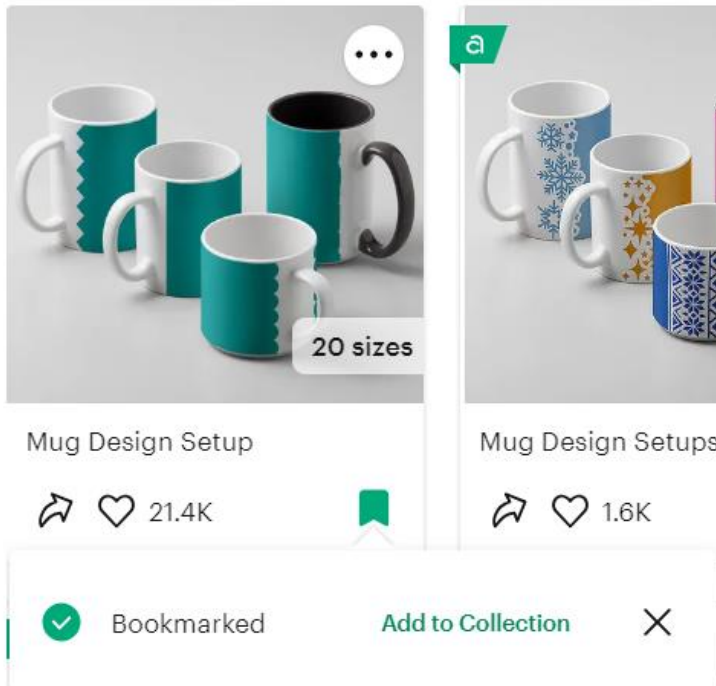 a
20 sizes
Mug Design Setup
Mug Design Setups
21.4K
1.6K
Bookmarked
Add to Collection